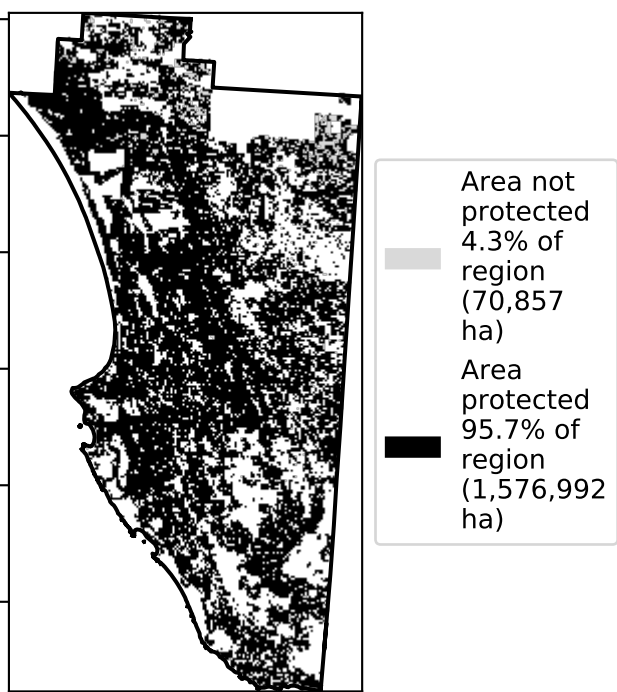 Area not
protected
4.3% of
region
(70,857
ha)
Area
protected
95.7% of
region
(1,576,992
ha)